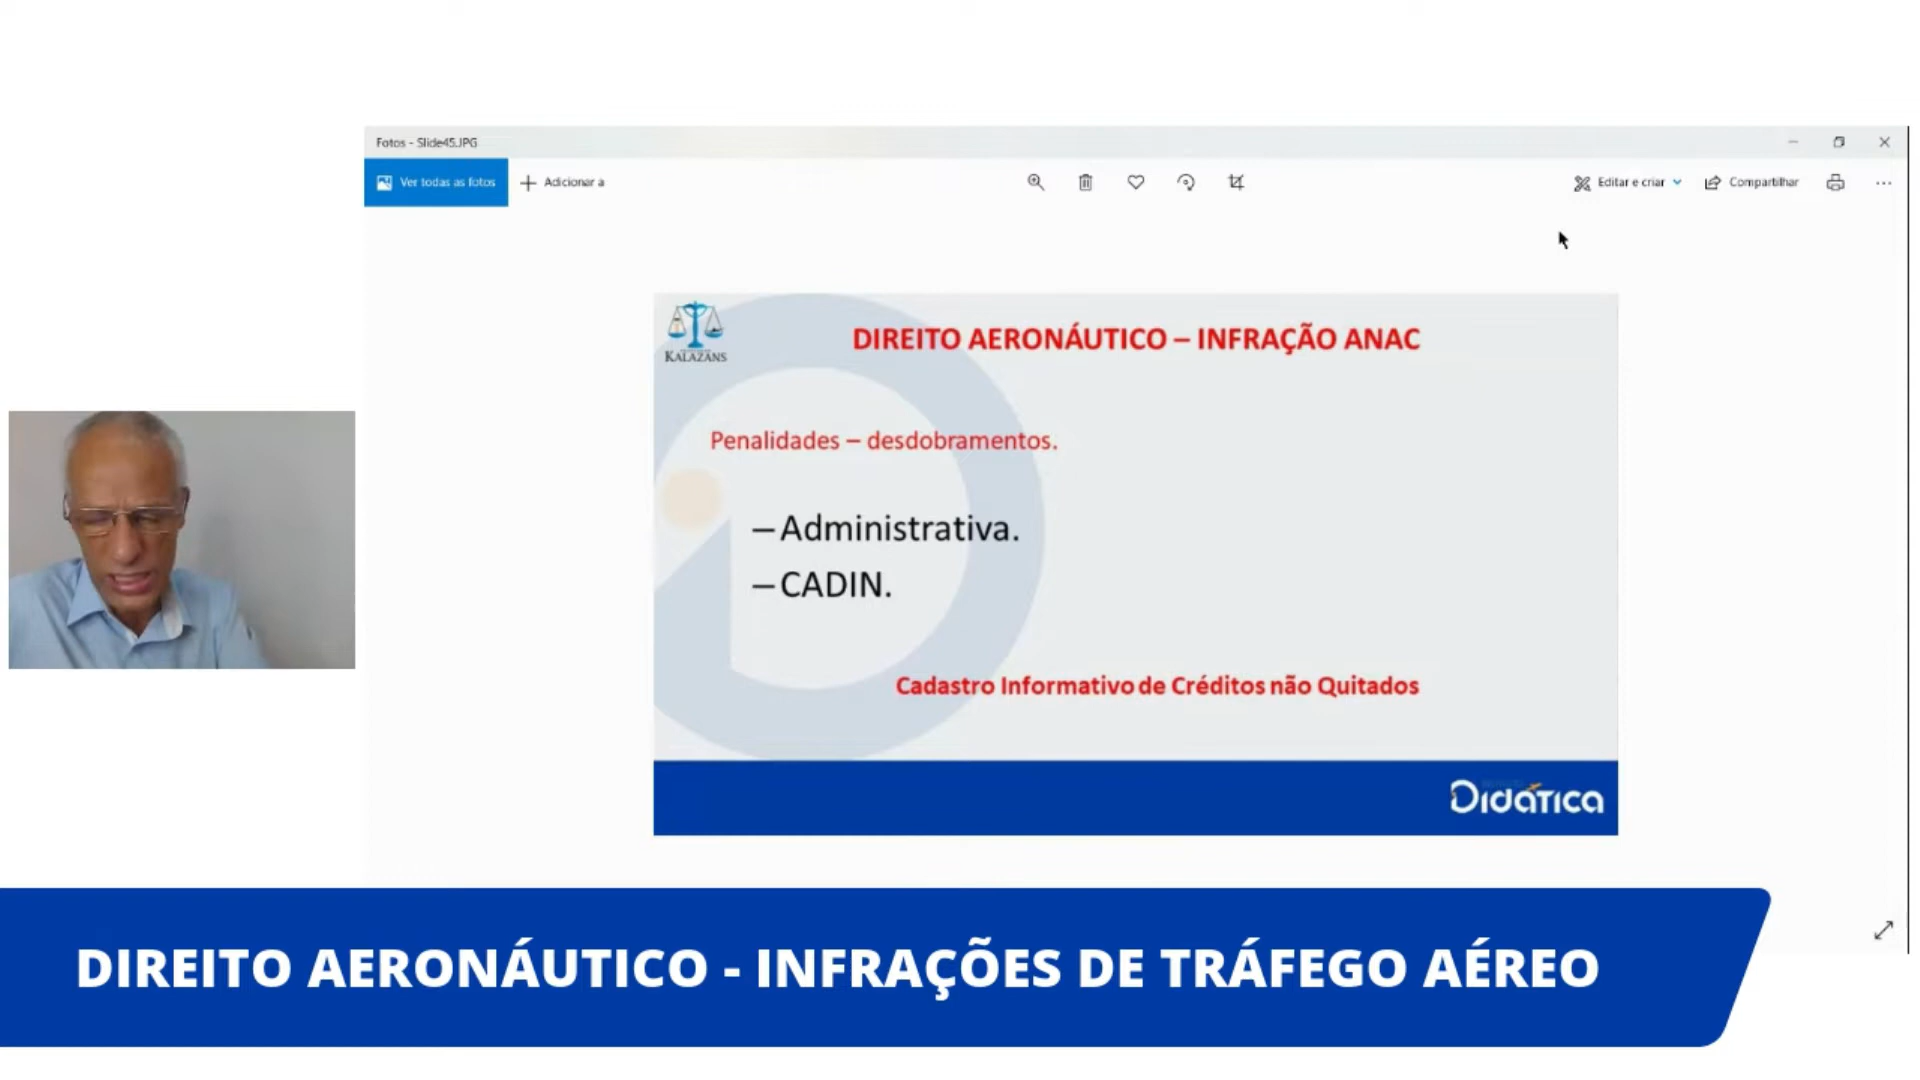 Fotos - Slide45.JPG
Ver todas as fotos
Adicionar a
Editar e criar
Compartilhar
KALAZANS
DIREITO AERONÁUTICO – INFRAÇÃO ANAC
Penalidades – desdobramentos.
– Administrativa.
– CADIN.
Cadastro Informativo de Créditos não Quitados
Didática
DIREITO AERONÁUTICO - INFRAÇÕES DE TRÁFEGO AÉREO